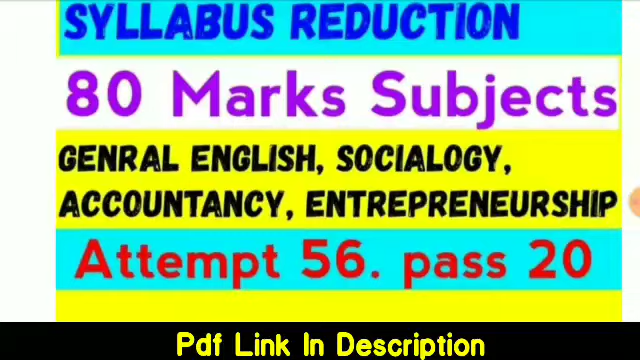 SYLLABUS REDUCTION
80 Marks Subjects
GENRAL ENGLISH, SOCIALOGY,
ACCOUNTANCY, ENTREPRENEURSHIP
Attempt 56. pass 20
Pdf Link In Description